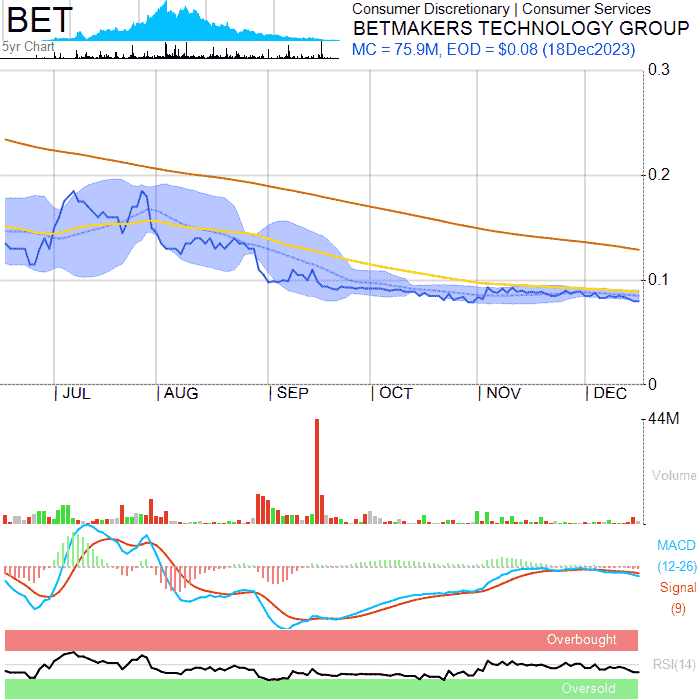 BET
5yr Chart
Consumer Discretionary | Consumer Services
BETMAKERS TECHNOLOGY GROUP
MC = 75.9M, EOD = $0.08 (18Dec2023)
0.3
0.2
0.1
0
| JUL | AUG | SEP | OCT | NOV | DEC
44M
Volume
MACD
(12-26)
Signal
(9)
Overbought
RSI(14)
Oversold